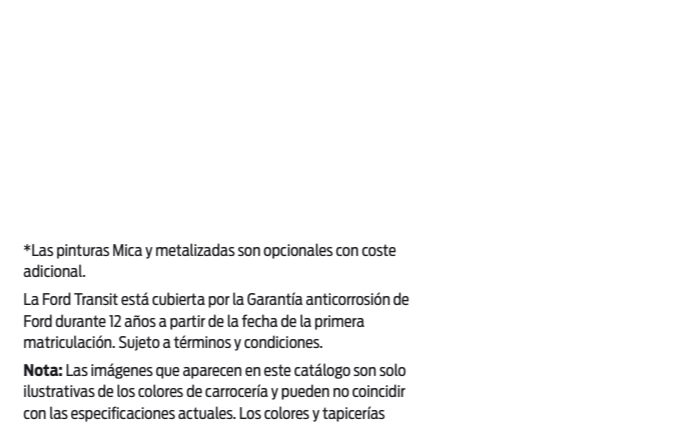 *Las pinturas Mica y metalizadas son opcionales con coste
adicional.
La Ford Transit está cubierta por la Garantía anticorrosión de
Ford durante 12 años a partir de la fecha de la primera
matriculación. Sujeto a términos y condiciones.
Nota: Las imágenes que aparecen en este catálogo son solo
ilustrativas de los colores de carrocería y pueden no coincidir
con las especificaciones actuales. Los colores y tapicerías